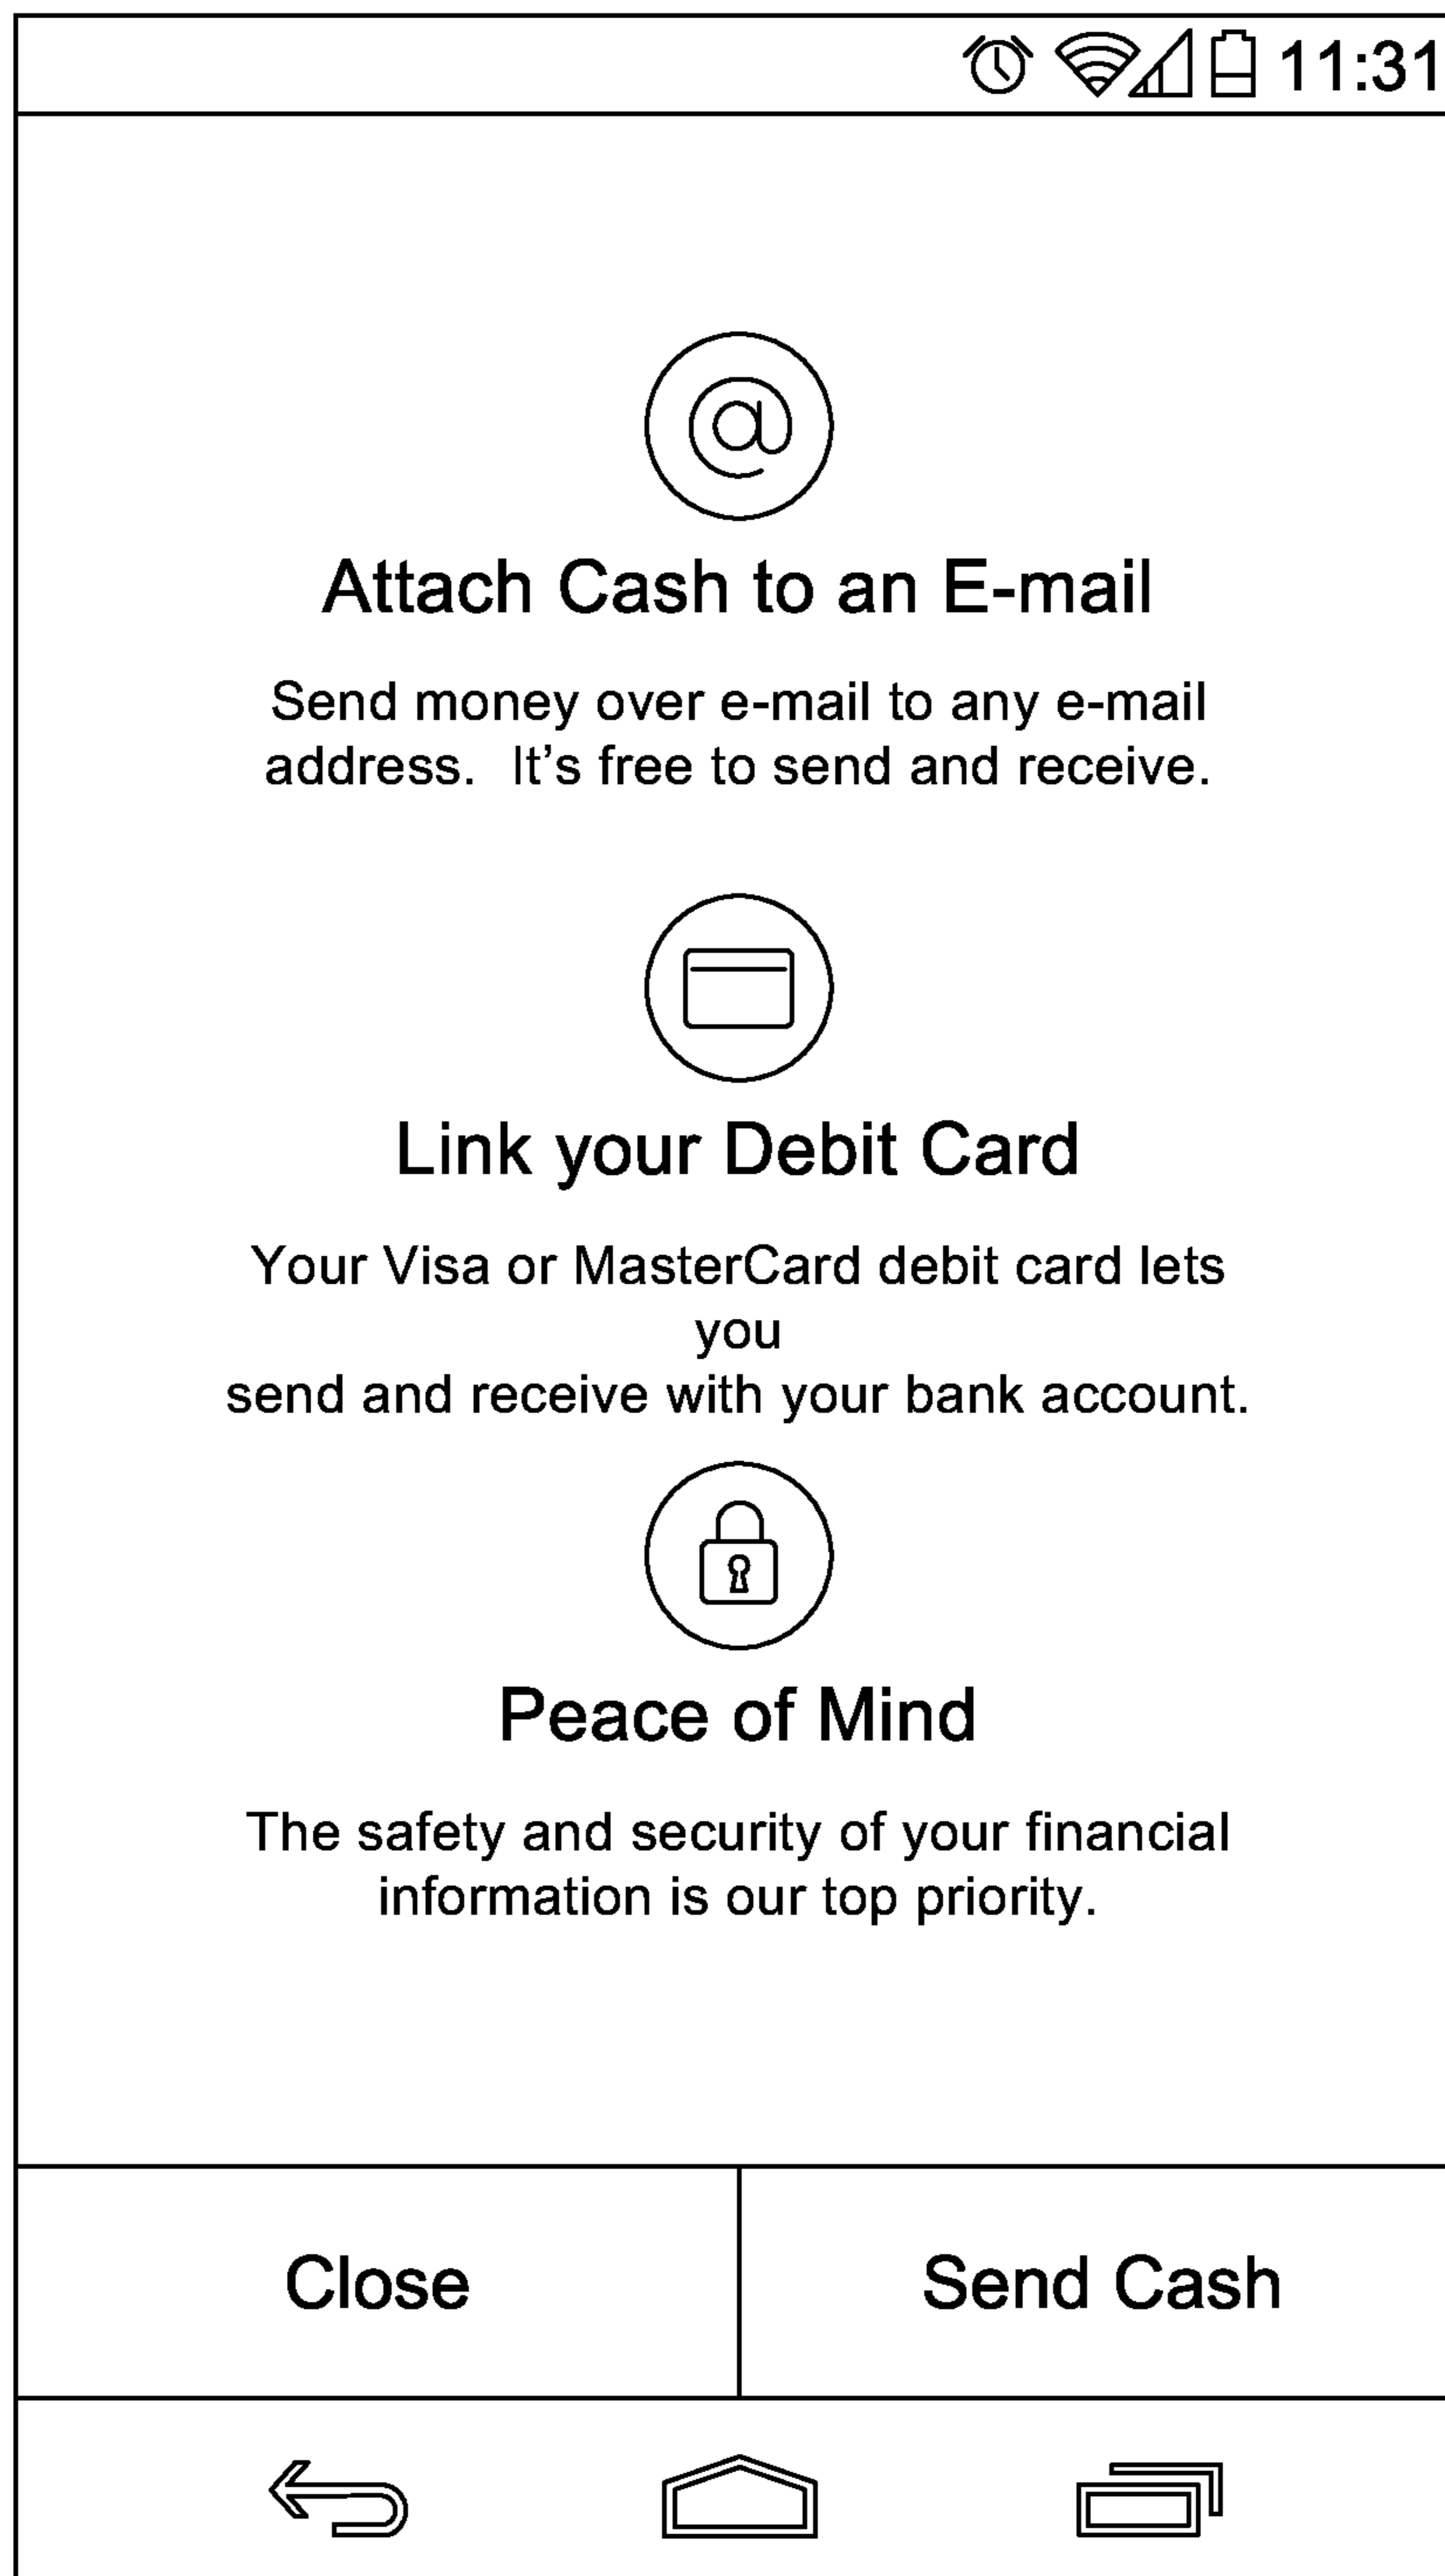 11:31
@
Attach Cash to an E-mail
Send money over e-mail to any e-mail
address.  It’s free to send and receive.
Link your Debit Card
Your Visa or MasterCard debit card lets
you
send and receive with your bank account.
Peace of Mind
The safety and security of your financial
information is our top priority.
Close
Send Cash